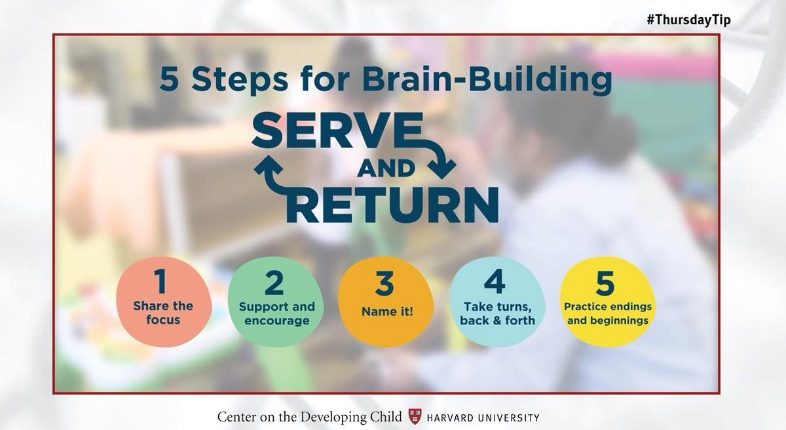 #ThursdayTip
5 Steps for Brain-Building
SERVE
AND
RETURN
1
Share the
focus
2
Support and
encourage
3
Name it!
4
Take turns,
back & forth
5
Practice endings
and beginnings
Center on the Developing Child HARVARD UNIVERSITY